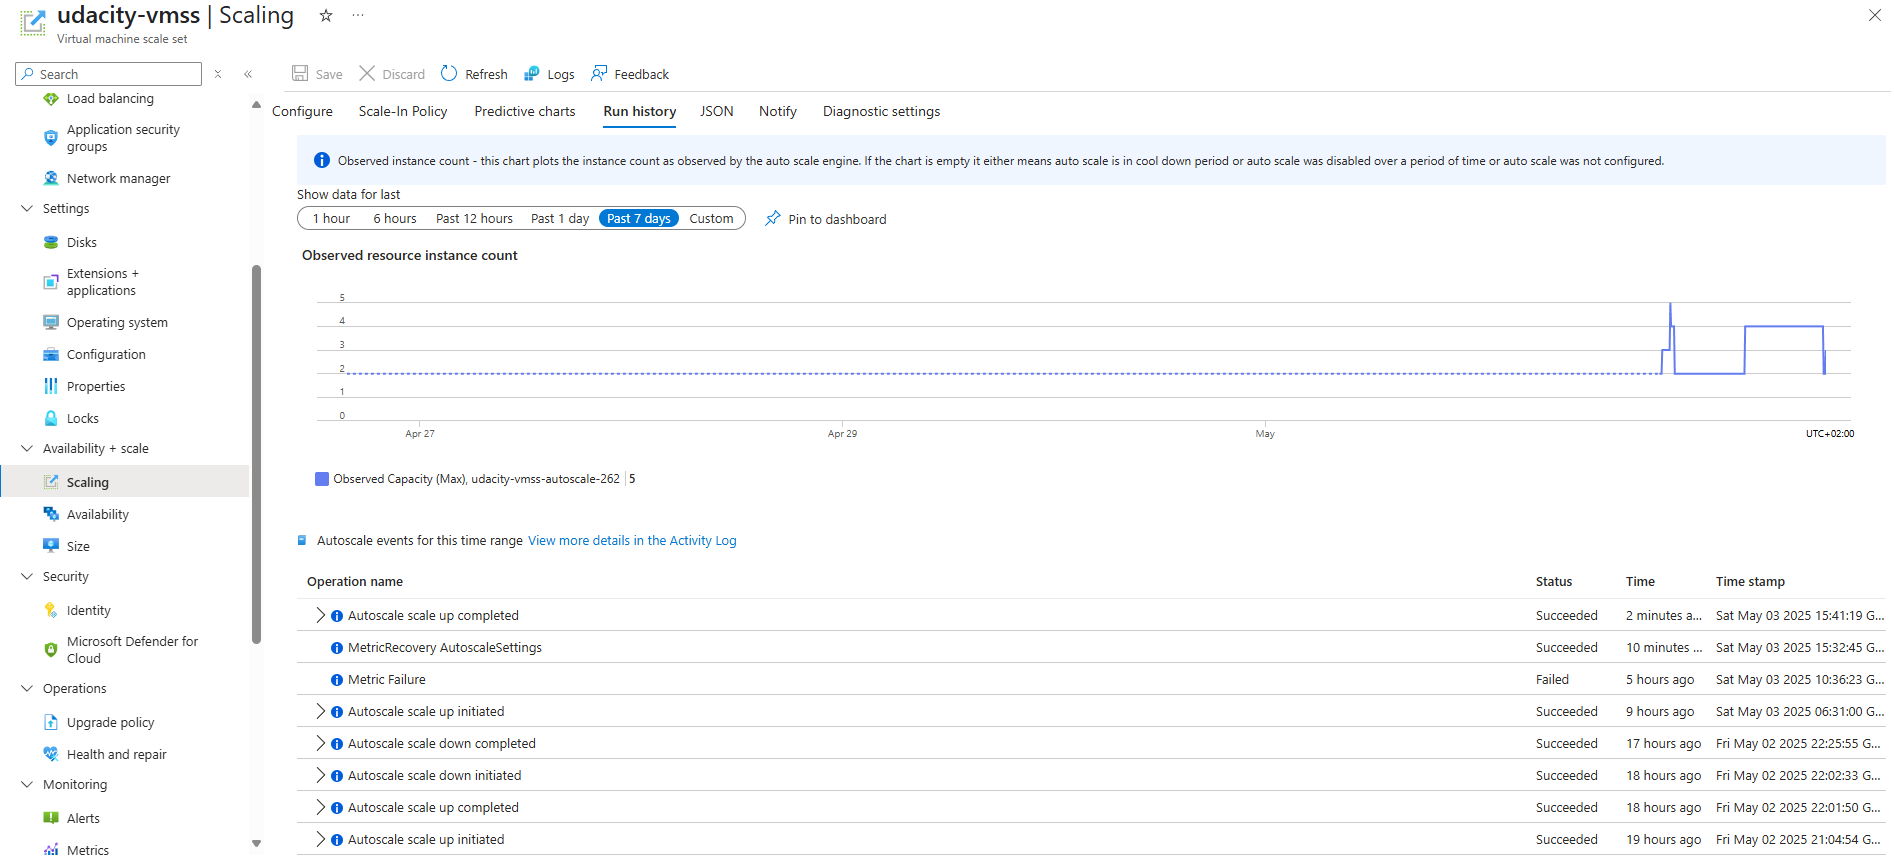 udacity-vmss | Scaling
Virtual machine scale set
Search
Save
Discard
Refresh
Logs
Feedback
Load balancing
Application security
groups
Network manager
Settings
Disks
Extensions +
applications
Operating system
Configuration
Properties
Locks
Availability + scale
Scaling
Availability
Size
Security
Identity
Microsoft Defender for
Cloud
Operations
Upgrade policy
Health and repair
Monitoring
Alerts
Metrics
Configure
Scale-In Policy
Predictive charts
Run history
JSON
Notify
Diagnostic settings
Observed instance count - this chart plots the instance count as observed by the auto scale engine. If the chart is empty it either means auto scale is in cool down period or auto scale was disabled over a period of time or auto scale was not configured.
Show data for last
1 hour
6 hours
Past 12 hours
Past 1 day
Past 7 days
Custom
Pin to dashboard
Observed resource instance count
5
4
3
2
1
0
Apr 27
Apr 29
May
UTC+02:00
Observed Capacity (Max), udacity-vmss-autoscale-262 | 5
Autoscale events for this time range View more details in the Activity Log
Operation name Status Time Time stamp
Autoscale scale up completed Succeeded 2 minutes a... Sat May 03 2025 15:41:19 G...
MetricRecovery AutoscaleSettings Succeeded 10 minutes ... Sat May 03 2025 15:32:45 G...
Metric Failure Failed 5 hours ago Sat May 03 2025 10:36:23 G...
Autoscale scale up initiated Succeeded 9 hours ago Sat May 03 2025 06:31:00 G...
Autoscale scale down completed Succeeded 17 hours ago Fri May 02 2025 22:25:55 G...
Autoscale scale down initiated Succeeded 18 hours ago Fri May 02 2025 22:02:33 G...
Autoscale scale up completed Succeeded 18 hours ago Fri May 02 2025 22:01:50 G...
Autoscale scale up initiated Succeeded 19 hours ago Fri May 02 2025 21:04:54 G...